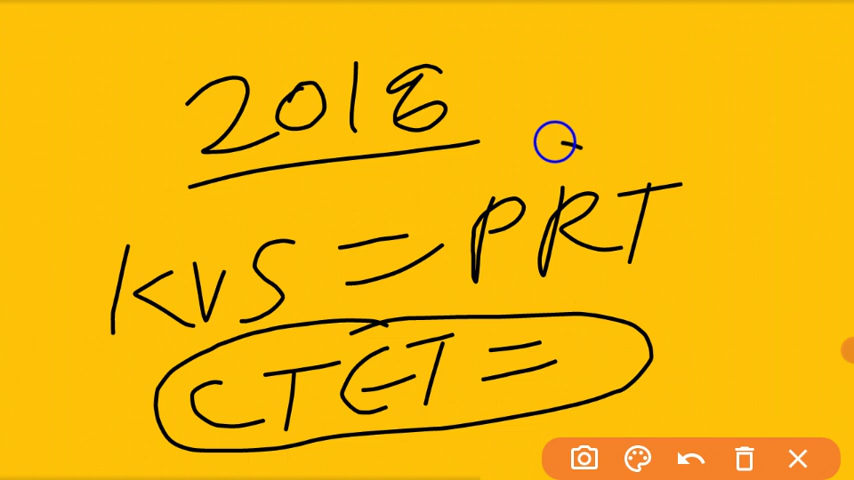 2018
KVS = PRT
CTET =